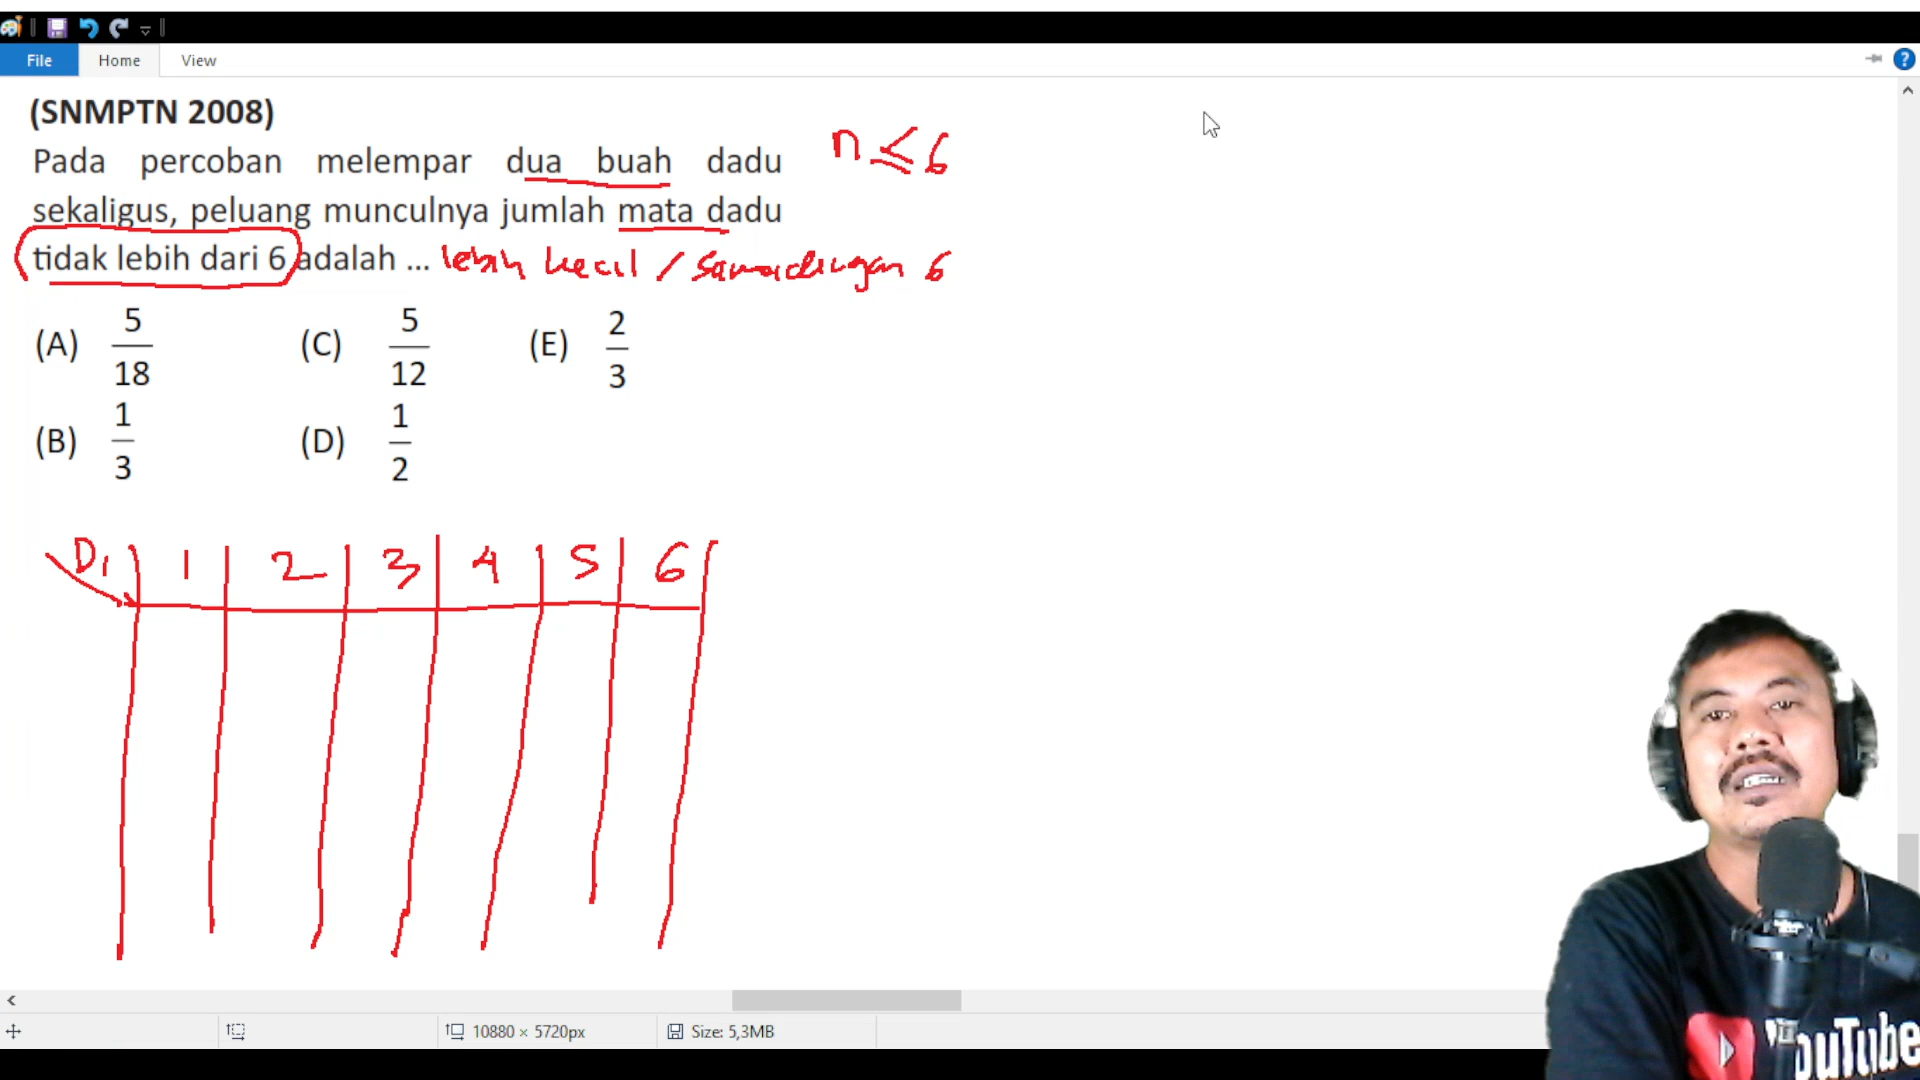 File Home View
(SNMPTN 2008)
Pada percoban melempar dua buah dadu
sekaligus, peluang munculnya jumlah mata dadu
tidak lebih dari 6 adalah ... lebih kecil / samadengan 6
n ≤ 6
(A) 5/18 (C) 5/12 (E) 2/3
(B) 1/3 (D) 1/2
D1 1 2 3 4 5 6
10880 × 5720px Size: 5,3MB
YouTube